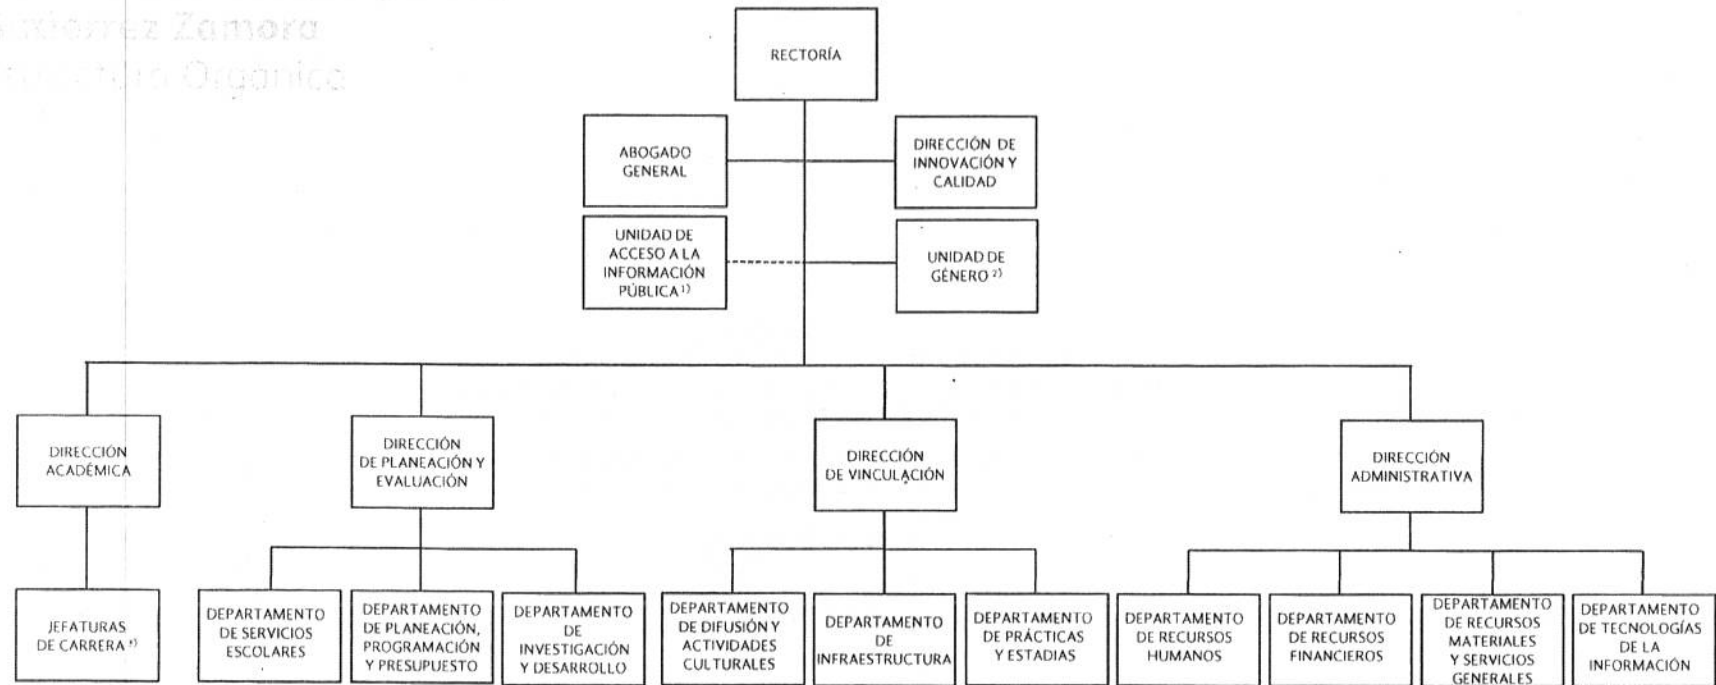 Gutiérrez Zamora
Estructura Orgánica
RECTORÍA
ABOGADO
GENERAL
DIRECCIÓN DE
INNOVACIÓN Y
CALIDAD
UNIDAD DE
ACCESO A LA
INFORMACIÓN
PÚBLICA 1)
UNIDAD DE
GÉNERO 2)
DIRECCIÓN
ACADÉMICA
DIRECCIÓN
DE PLANEACIÓN Y
EVALUACIÓN
DIRECCIÓN
DE VINCULACIÓN
DIRECCIÓN
ADMINISTRATIVA
JEFATURAS
DE CARRERA *)
DEPARTAMENTO
DE SERVICIOS
ESCOLARES
DEPARTAMENTO
DE PLANEACIÓN,
PROGRAMACIÓN
Y PRESUPUESTO
DEPARTAMENTO
DE
INVESTIGACIÓN
Y DESARROLLO
DEPARTAMENTO
DE DIFUSIÓN Y
ACTIVIDADES
CULTURALES
DEPARTAMENTO
DE
INFRAESTRUCTURA
DEPARTAMENTO
DE PRÁCTICAS
Y ESTADIAS
DEPARTAMENTO
DE RECURSOS
HUMANOS
DEPARTAMENTO
DE RECURSOS
FINANCIEROS
DEPARTAMENTO
DE RECURSOS
MATERIALES
Y SERVICIOS
GENERALES
DEPARTAMENTO
DE TECNOLOGÍAS
DE LA
INFORMACIÓN